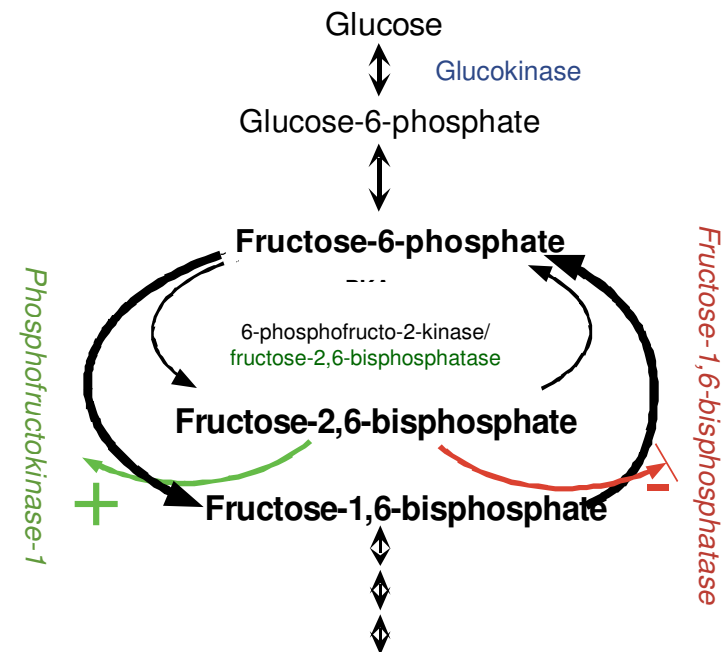 Glucose
Glucokinase
Glucose-6-phosphate
Fructose-6-phosphate
6-phosphofructo-2-kinase/
fructose-2,6-bisphosphatase
Fructose-2,6-bisphosphate
+
-
Fructose-1,6-bisphosphate
Phosphofructokinase-1
Fructose-1,6-bisphosphatase